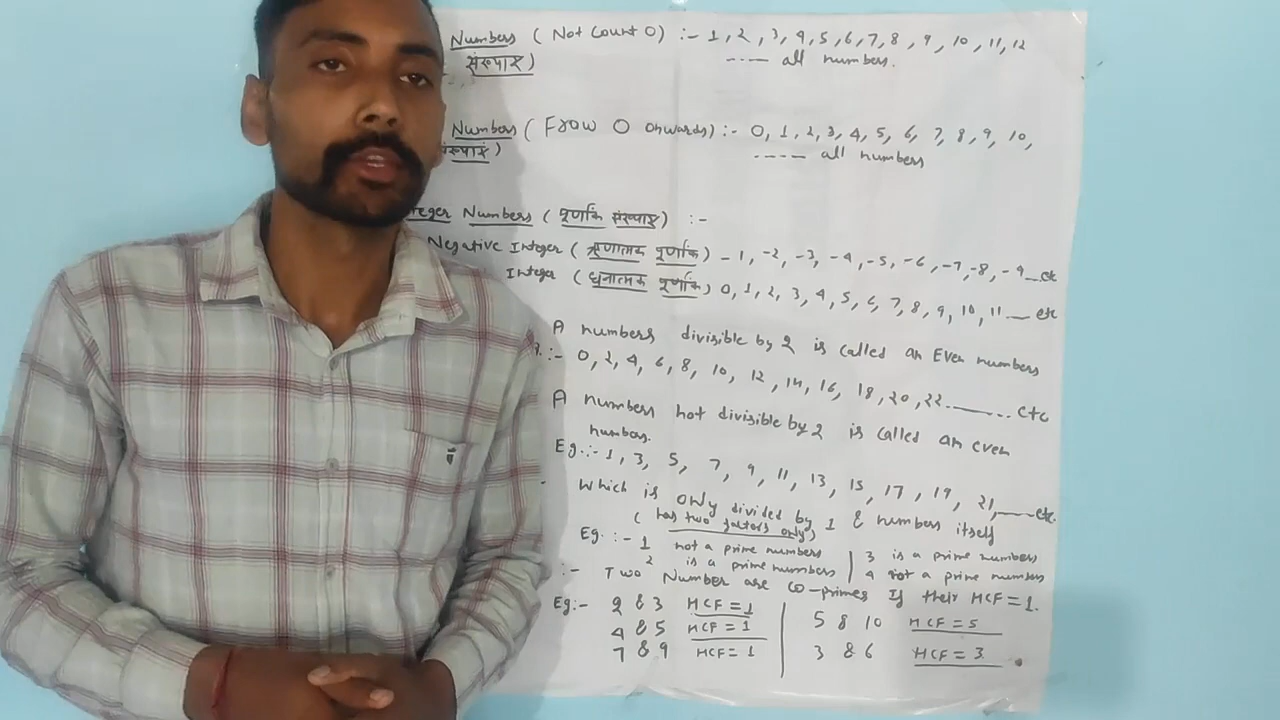 Numbers ( Not Count 0) :- 1, 2, 3, 4, 5, 6, 7, 8, 9, 10, 11, 12
संख्याएं ) ---- all numbers.
Numbers ( From 0 onwards) :- 0, 1, 2, 3, 4, 5, 6, 7, 8, 9, 10,
---- all numbers
teger Numbers ( पूर्णांक संख्याएं ) :-
Negative Integer ( ऋणात्मक पूर्णांक ) -1, -2, -3, -4, -5, -6, -7, -8, -9 __ etc
Integer ( धनात्मक पूर्णांक ) 0, 1, 2, 3, 4, 5, 6, 7, 8, 9, 10, 11 __ etc
A numbers divisible by 2 is called an Even numbers
:- 0, 2, 4, 6, 8, 10, 12, 14, 16, 18, 20, 22 ------- etc
A numbers not divisible by 2 is called an even
numbers.
Eg. :- 1, 3, 5, 7, 9, 11, 13, 15, 17, 19, 21, ---- etc.
- Which is only divided by 1 & numbers itself
( has two factors only)
Eg. :- 1 not a prime numbers | 3 is a prime numbers
2 is a prime numbers | 4 not a prime numbers
:- Two Number are co-primes If their HCF = 1.
Eg:- 2 & 3 HCF = 1 | 5 & 10 HCF = 5
4 & 5 HCF = 1 | 3 & 6 HCF = 3
7 & 9 HCF = 1